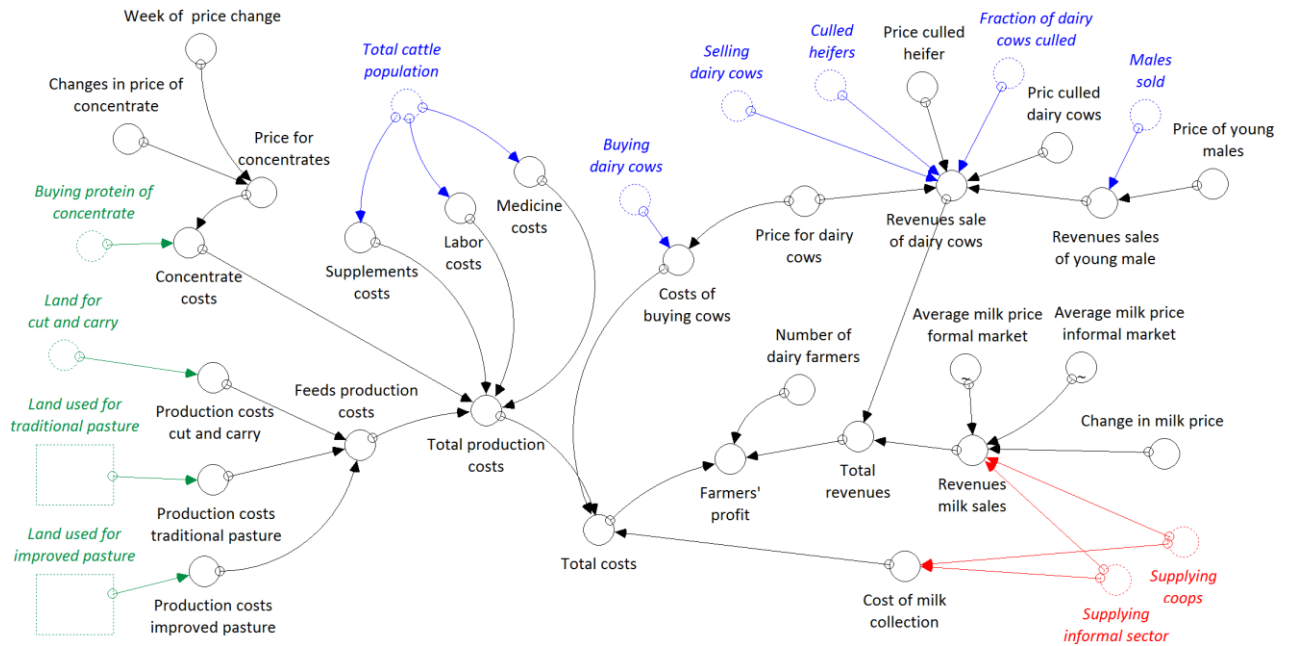 Week of price change
Changes in price of
concentrate
Price for
concentrates
Buying protein of
concentrate
Concentrate
costs
Total cattle
population
Supplements
costs
Labor
costs
Medicine
costs
Land for
cut and carry
Production costs
cut and carry
Land used for
traditional pasture
Production costs
traditional pasture
Land used for
improved pasture
Production costs
improved pasture
Feeds production
costs
Total production
costs
Buying
dairy cows
Costs of
buying cows
Selling
dairy cows
Culled
heifers
Price culled
heifer
Fraction of dairy
cows culled
Pric culled
dairy cows
Males
sold
Price of young
males
Price for dairy
cows
Revenues sale
of dairy cows
Revenues sales
of young male
Number of
dairy farmers
Average milk price
formal market
Average milk price
informal market
Change in milk price
Farmers'
profit
Total
revenues
Revenues
milk sales
Total costs
Cost of milk
collection
Supplying
coops
Supplying
informal sector